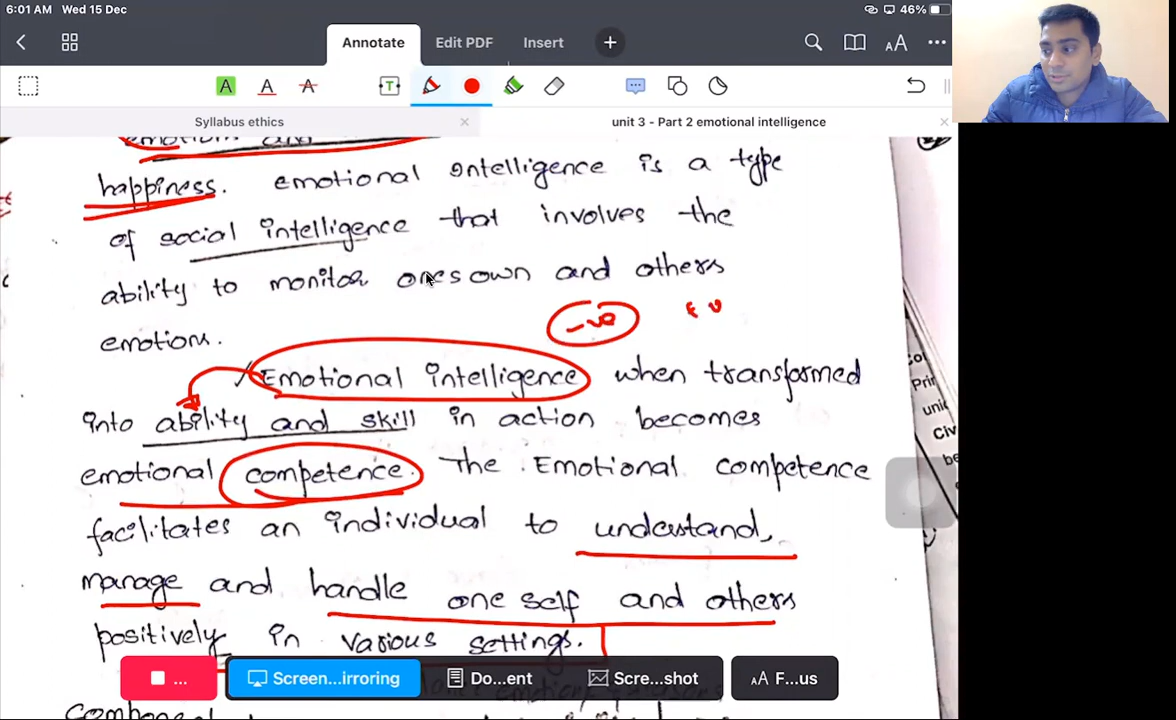 6:01 AM Wed 15 Dec
46%
Annotate
Edit PDF
Insert
Syllabus ethics
unit 3 - Part 2 emotional intelligence
happiness. emotional Intelligence is a type
of social intelligence that involves the
ability to monitor ones own and others
emotions.
-ve
Emotional intelligence when transformed
into ability and skill in action becomes
emotional competence. The Emotional competence
facilitates an individual to understand,
manage and handle one self and others
positively in various settings.
...
Screen...irroring
Do...ent
Scre...shot
AA F...us